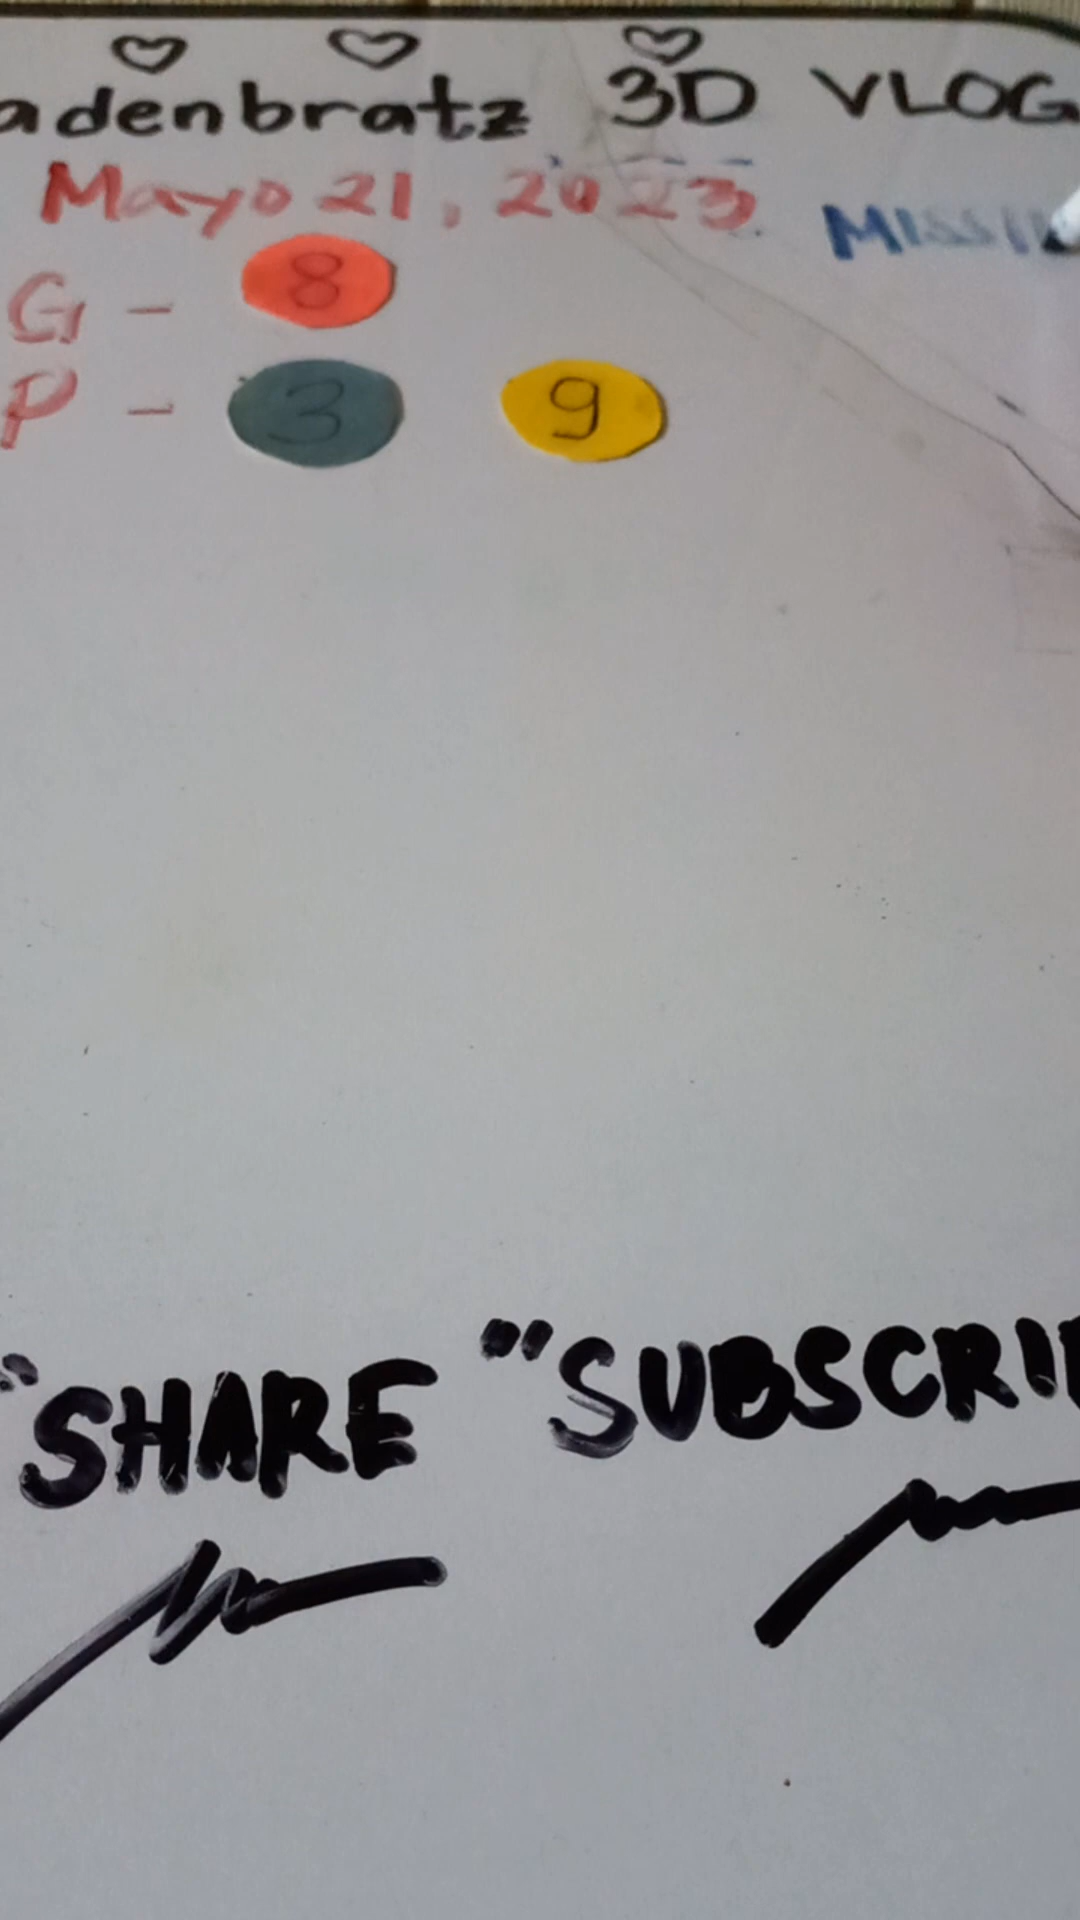 adenbratz 3D VLOG
Mayo 21, 2023
G - 8
P - 3 9
"SHARE "SUBSCRI